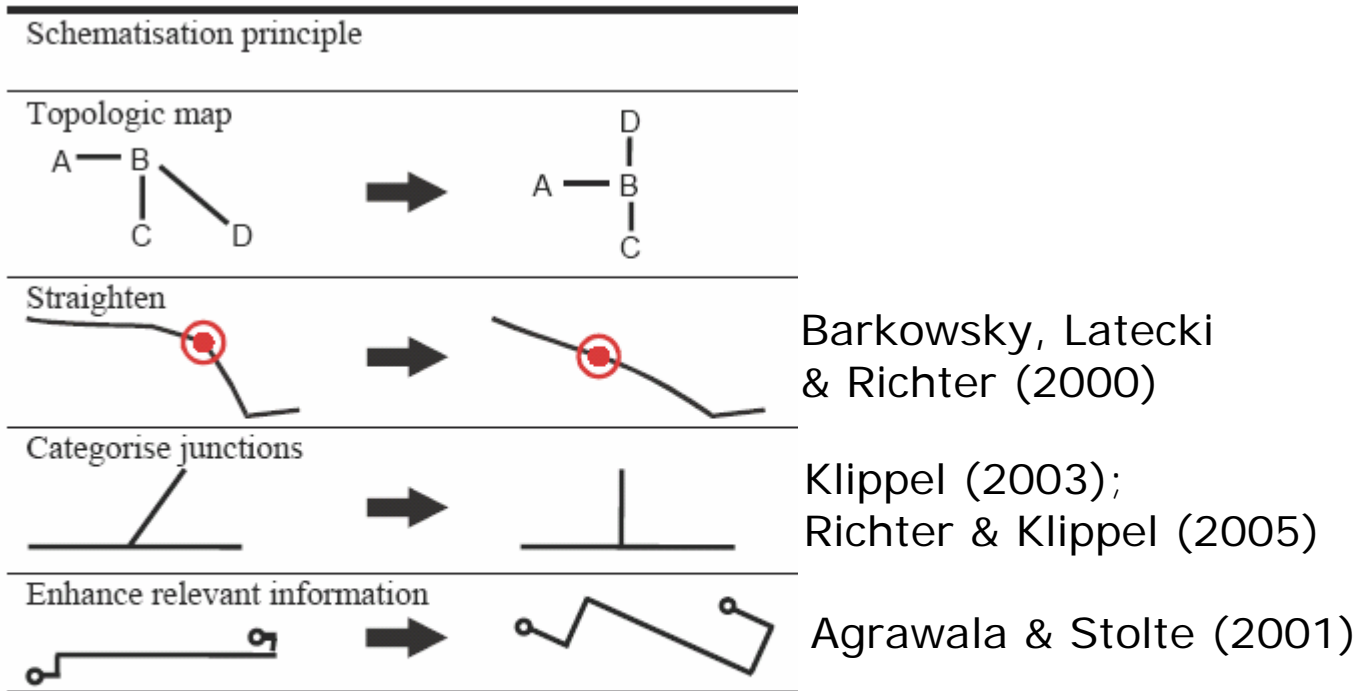 Schematisation principle
Topologic map
A B
C D
D
A B
C
Straighten
Barkowsky, Latecki
& Richter (2000)
Categorise junctions
Klippel (2003);
Richter & Klippel (2005)
Enhance relevant information
Agrawala & Stolte (2001)